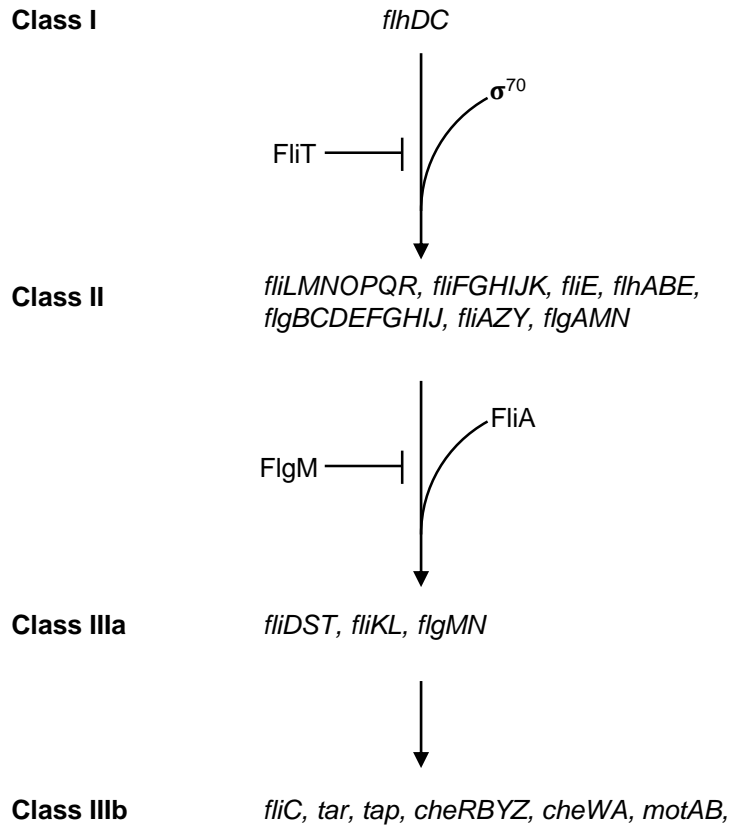 Class I flhDC
σ70
FliT
Class II fliLMNOPQR, fliFGHIJK, fliE, flhABE,
flgBCDEFGHIJ, fliAZY, flgAMN
FliA
FlgM
Class IIIa fliDST, fliKL, flgMN
Class IIIb fliC, tar, tap, cheRBYZ, cheWA, motAB,